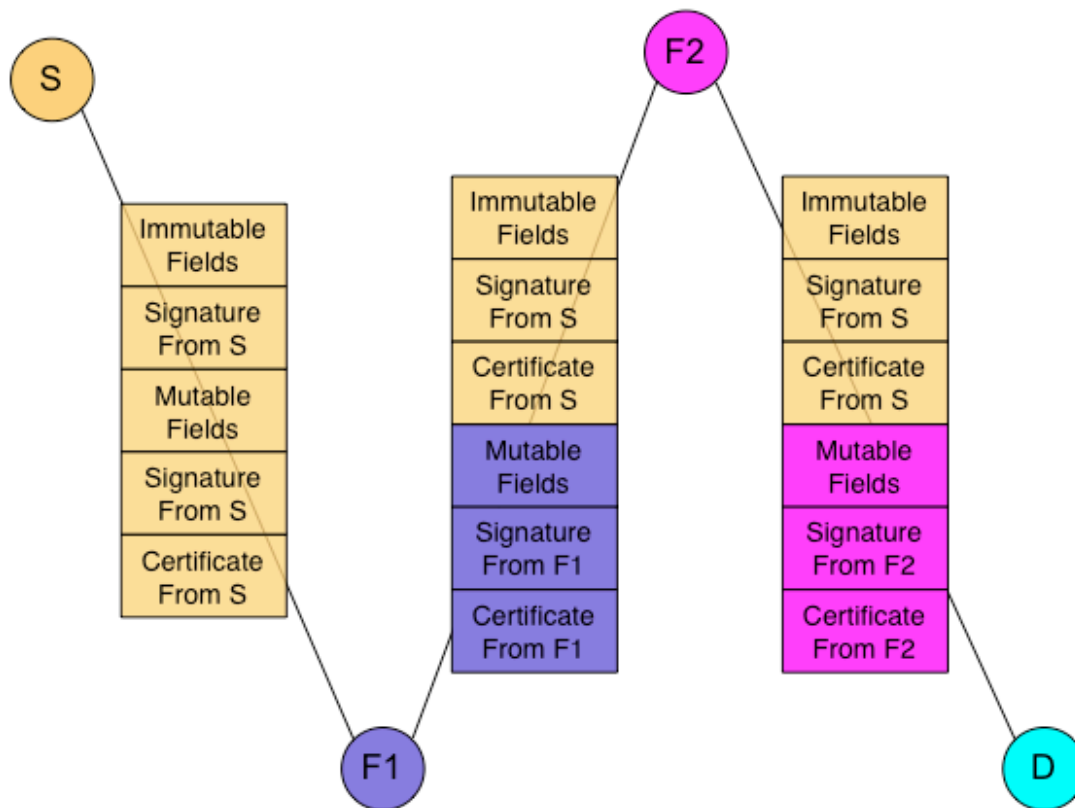 S
F2
Immutable
Fields
Signature
From S
Mutable
Fields
Signature
From S
Certificate
From S
Immutable
Fields
Signature
From S
Certificate
From S
Mutable
Fields
Signature
From F1
Certificate
From F1
Immutable
Fields
Signature
From S
Certificate
From S
Mutable
Fields
Signature
From F2
Certificate
From F2
F1
D